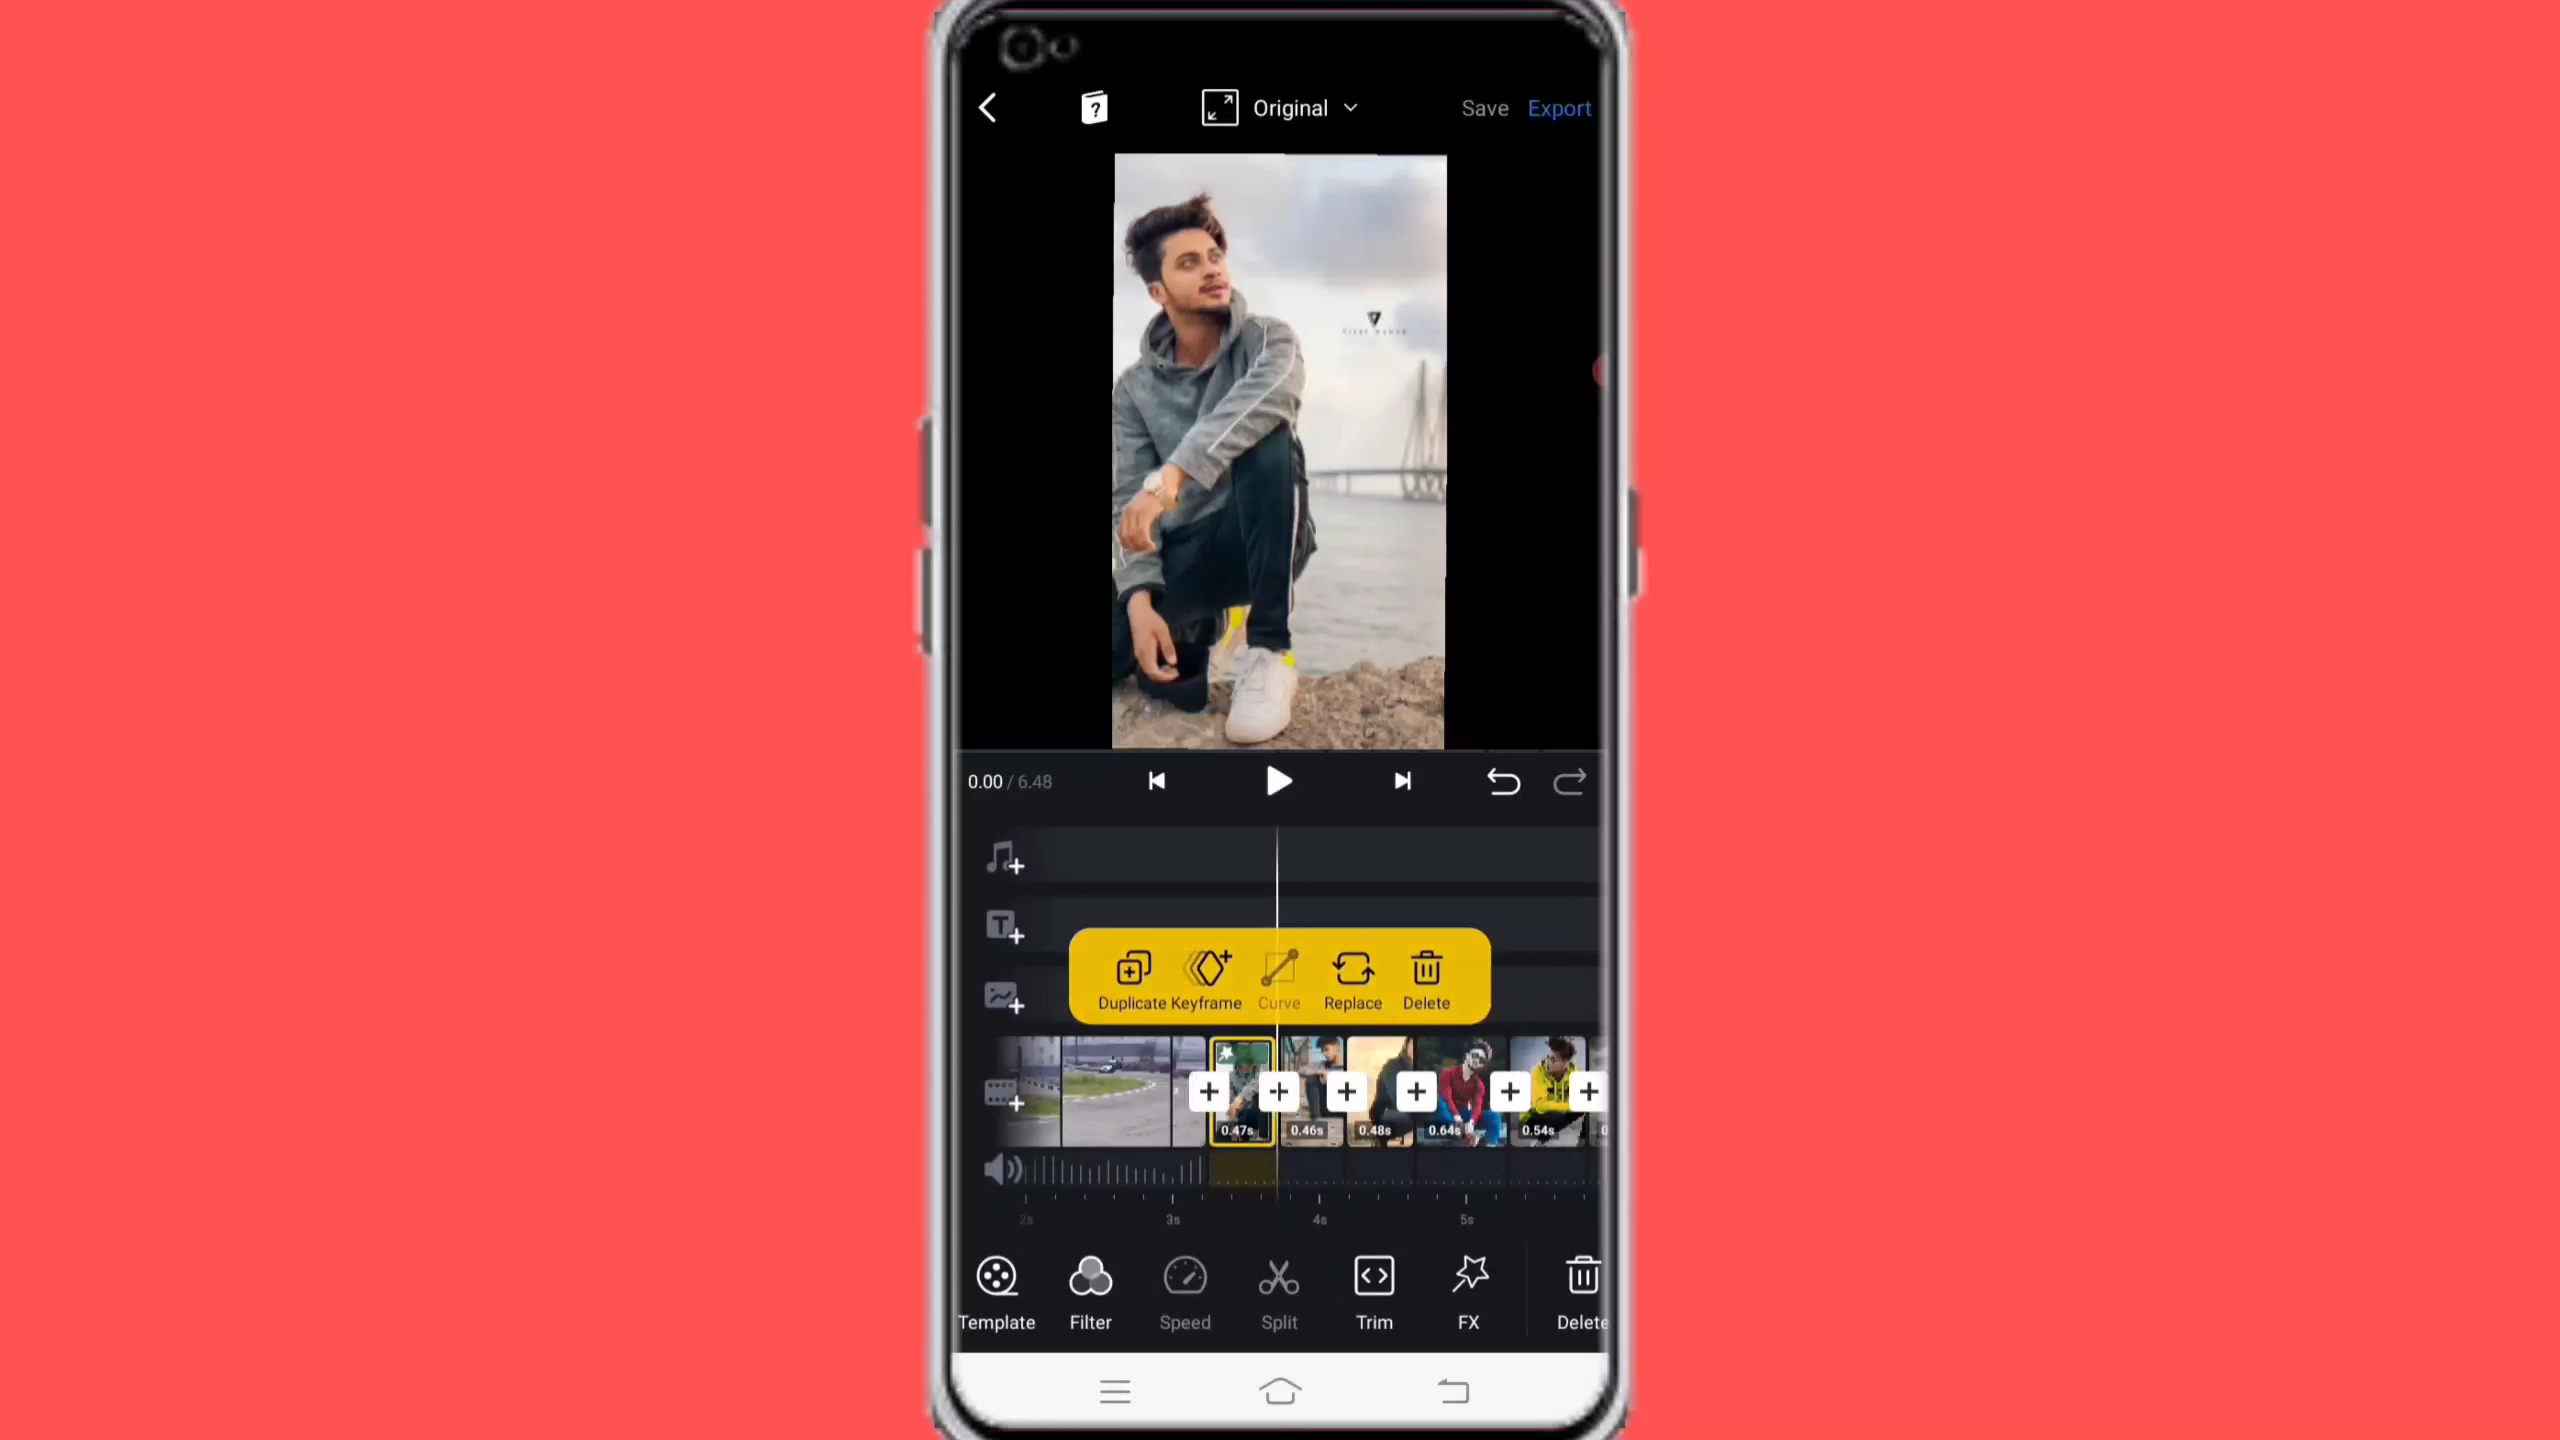 Original
Save
Export
0.00 / 6.48
Duplicate
Keyframe
Curve
Replace
Delete
0.47s
0.46s
0.48s
0.64s
0.54s
2s
3s
4s
5s
Template
Filter
Speed
Split
Trim
FX
Delete